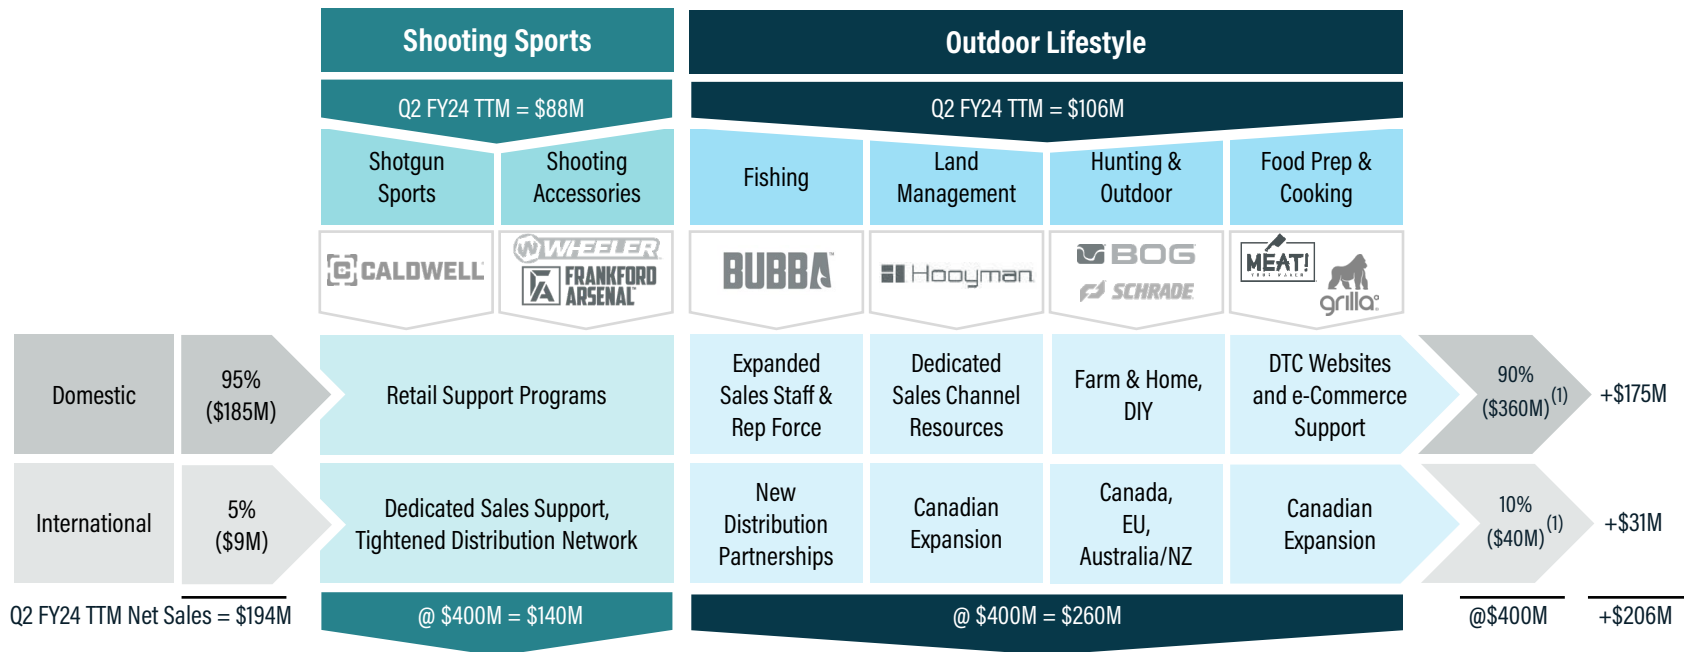 Shooting Sports
Outdoor Lifestyle
Q2 FY24 TTM = $88M
Q2 FY24 TTM = $106M
Shotgun
Sports
Shooting
Accessories
Fishing
Land
Management
Hunting &
Outdoor
Food Prep &
Cooking
CALDWELL
WHEELER
FRANKFORD
ARSENAL™
BUBBA™
Hooyman
BOG
SCHRADE
MEAT!
YOUR MAKER
grilla
Domestic
95%
($185M)
Retail Support Programs
Expanded
Sales Staff &
Rep Force
Dedicated
Sales Channel
Resources
Farm & Home,
DIY
DTC Websites
and e-Commerce
Support
90%
($360M)(1)
+$175M
International
5%
($9M)
Dedicated Sales Support,
Tightened Distribution Network
New
Distribution
Partnerships
Canadian
Expansion
Canada,
EU,
Australia/NZ
Canadian
Expansion
10%
($40M)(1)
+$31M
Q2 FY24 TTM Net Sales = $194M
@ $400M = $140M
@ $400M = $260M
@$400M
+$206M